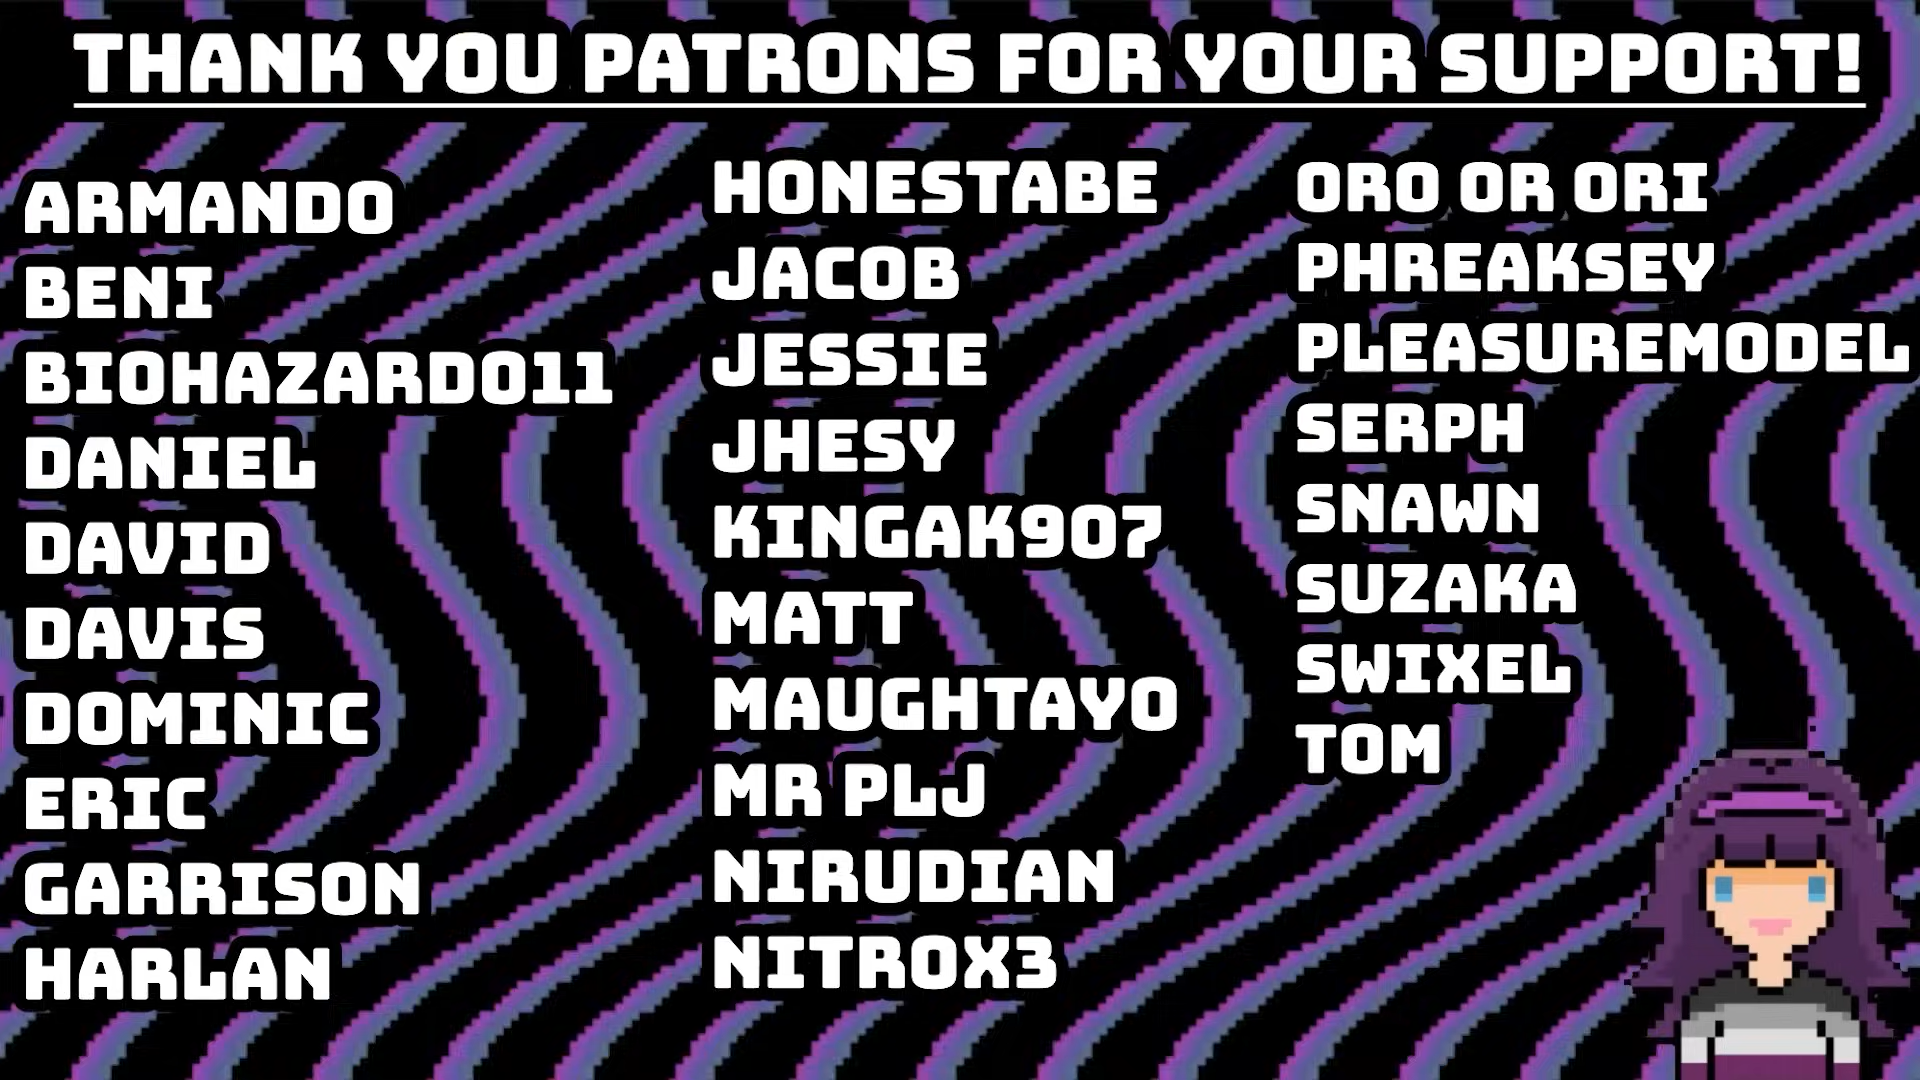 THANK YOU PATRONS FOR YOUR SUPPORT!
ARMANDO
BENI
BIOHAZARD011
DANIEL
DAVID
DAVIS
DOMINIC
ERIC
GARRISON
HARLAN
HONESTABE
JACOB
JESSIE
JHESY
KINGAK907
MATT
MAUGHTAYO
MR PLJ
NIRUDIAN
NITROX3
ORO OR ORI
PHREAKSEY
PLEASUREMODEL
SERPH
SNAWN
SUZAKA
SWIXEL
TOM